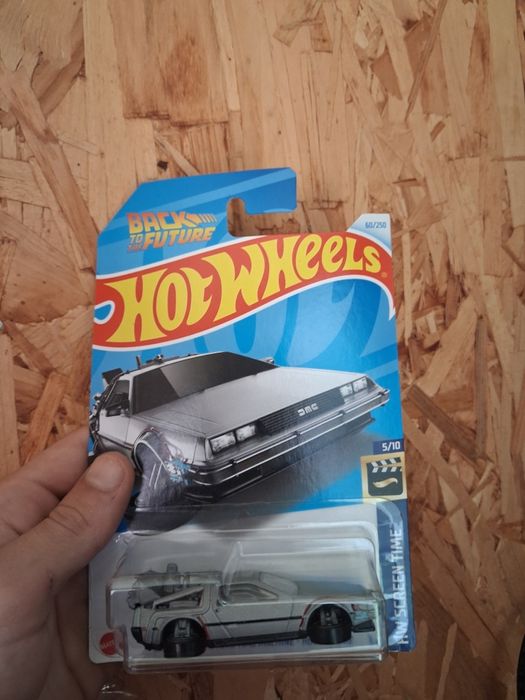 BACK
TO THE
FUTURE
60/250
HOT WHEELS
DMC
5/10
HW SCREEN TIME